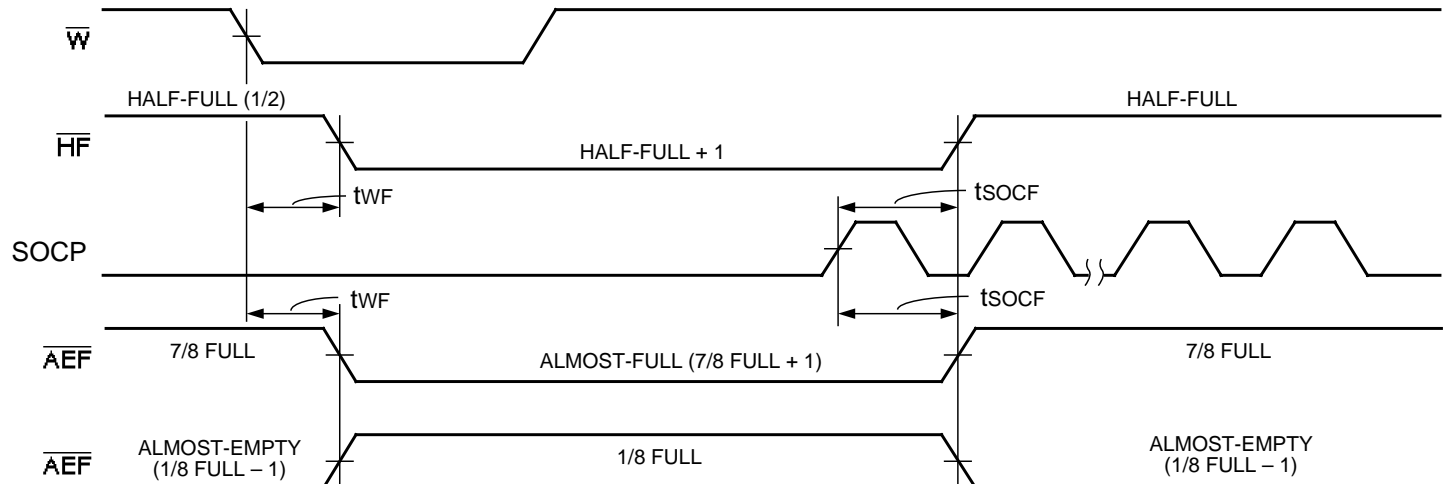 W
HALF-FULL (1/2)
HALF-FULL
HF
HALF-FULL + 1
tWF
tSOCF
SOCP
tWF
tSOCF
AEF
7/8 FULL
ALMOST-FULL (7/8 FULL + 1)
7/8 FULL
AEF
ALMOST-EMPTY
(1/8 FULL – 1)
1/8 FULL
ALMOST-EMPTY
(1/8 FULL – 1)